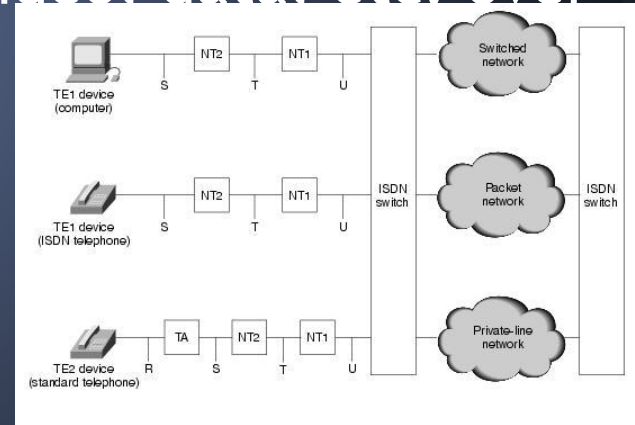 NT2
NT1
Switched
network
S
T
U
TE1 device
(computer)
ISDN
switch
ISDN
switch
NT2
NT1
Packet
network
S
T
U
TE1 device
(ISDN telephone)
TA
NT2
NT1
Private-line
network
R
S
T
U
TE2 device
(standard telephone)